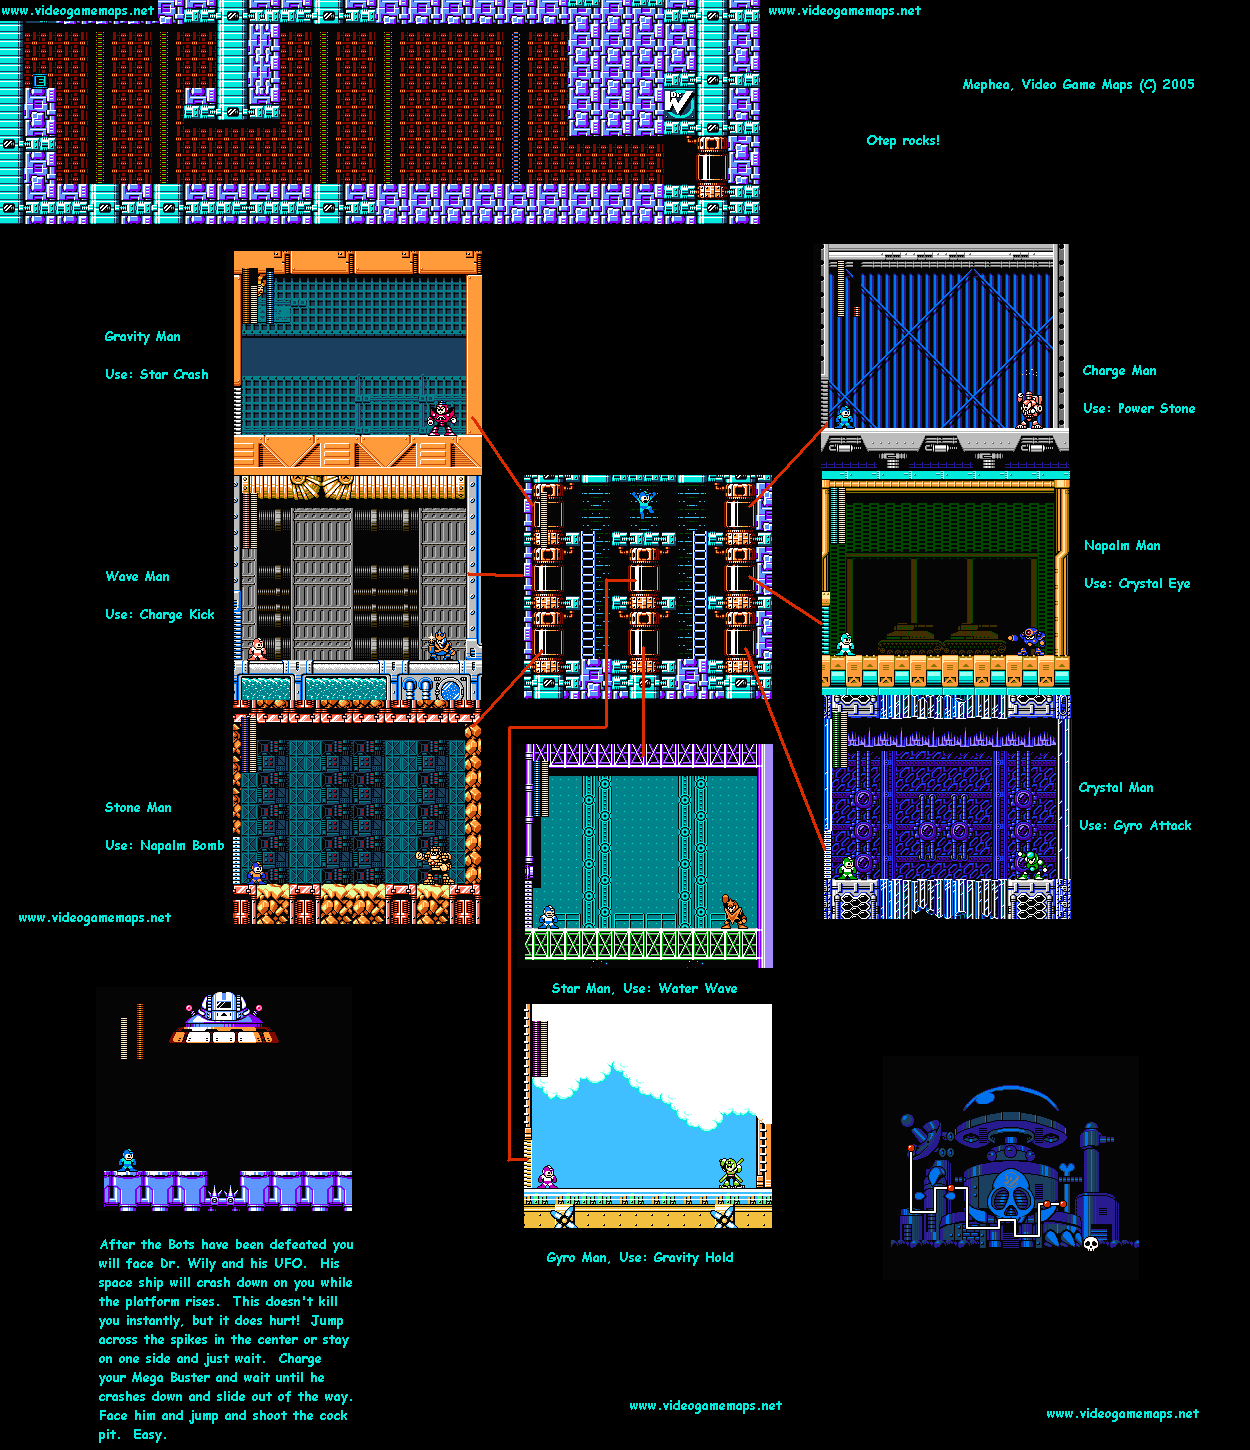 www.videogamemaps.net
www.videogamemaps.net
Mephea, Video Game Maps (C) 2005
Otep rocks!
Dr.
W
Gravity Man
Use: Star Crash
Charge Man
Use: Power Stone
Wave Man
Use: Charge Kick
Napalm Man
Use: Crystal Eye
Stone Man
Use: Napalm Bomb
Crystal Man
Use: Gyro Attack
www.videogamemaps.net
Star Man, Use: Water Wave
Gyro Man, Use: Gravity Hold
After the Bots have been defeated you
will face Dr. Wily and his UFO. His
space ship will crash down on you while
the platform rises. This doesn't kill
you instantly, but it does hurt! Jump
across the spikes in the center or stay
on one side and just wait. Charge
your Mega Buster and wait until he
crashes down and slide out of the way.
Face him and jump and shoot the cock
pit. Easy.
www.videogamemaps.net
www.videogamemaps.net